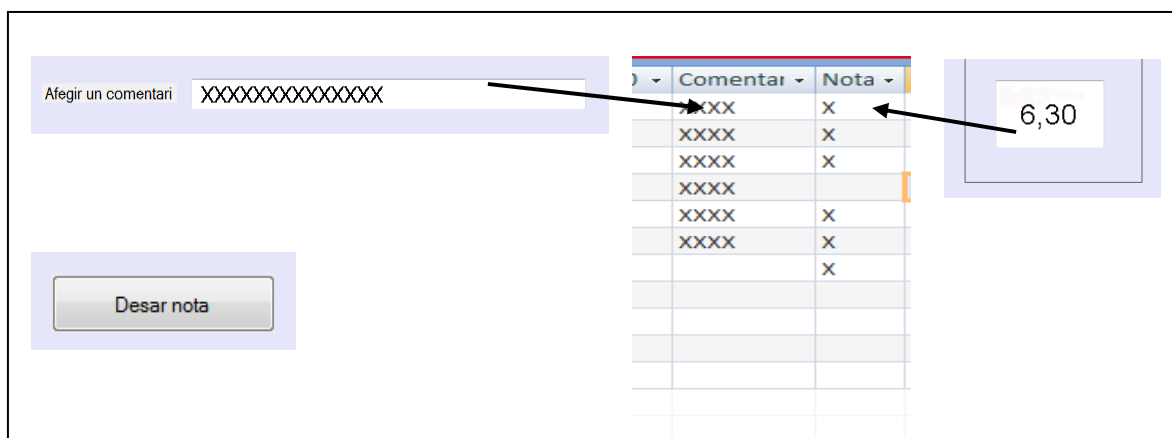 Afegir un comentari XXXXXXXXXXXXXX
Comentar Nota
XXXX X
XXXX X
XXXX X
XXXX
XXXX X
XXXX X
X
6,30
Desar nota